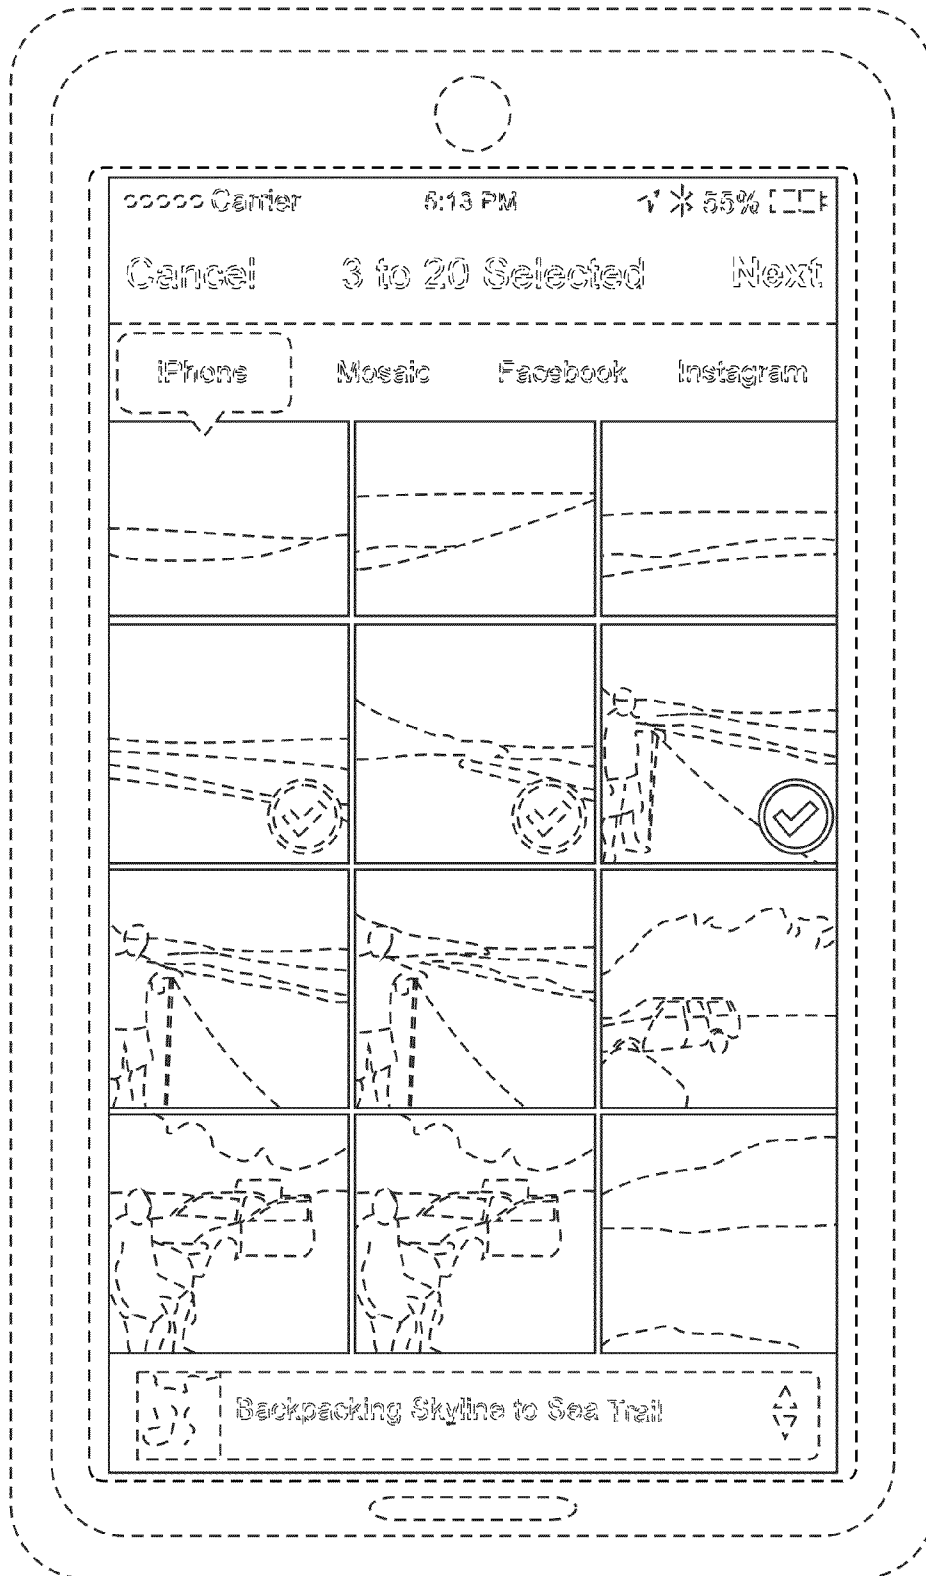 Carrier 5:13 PM 55%
Cancel 3 to 20 Selected Next
iPhone Mosaic Facebook Instagram
Backpacking Skyline to Sea Trail